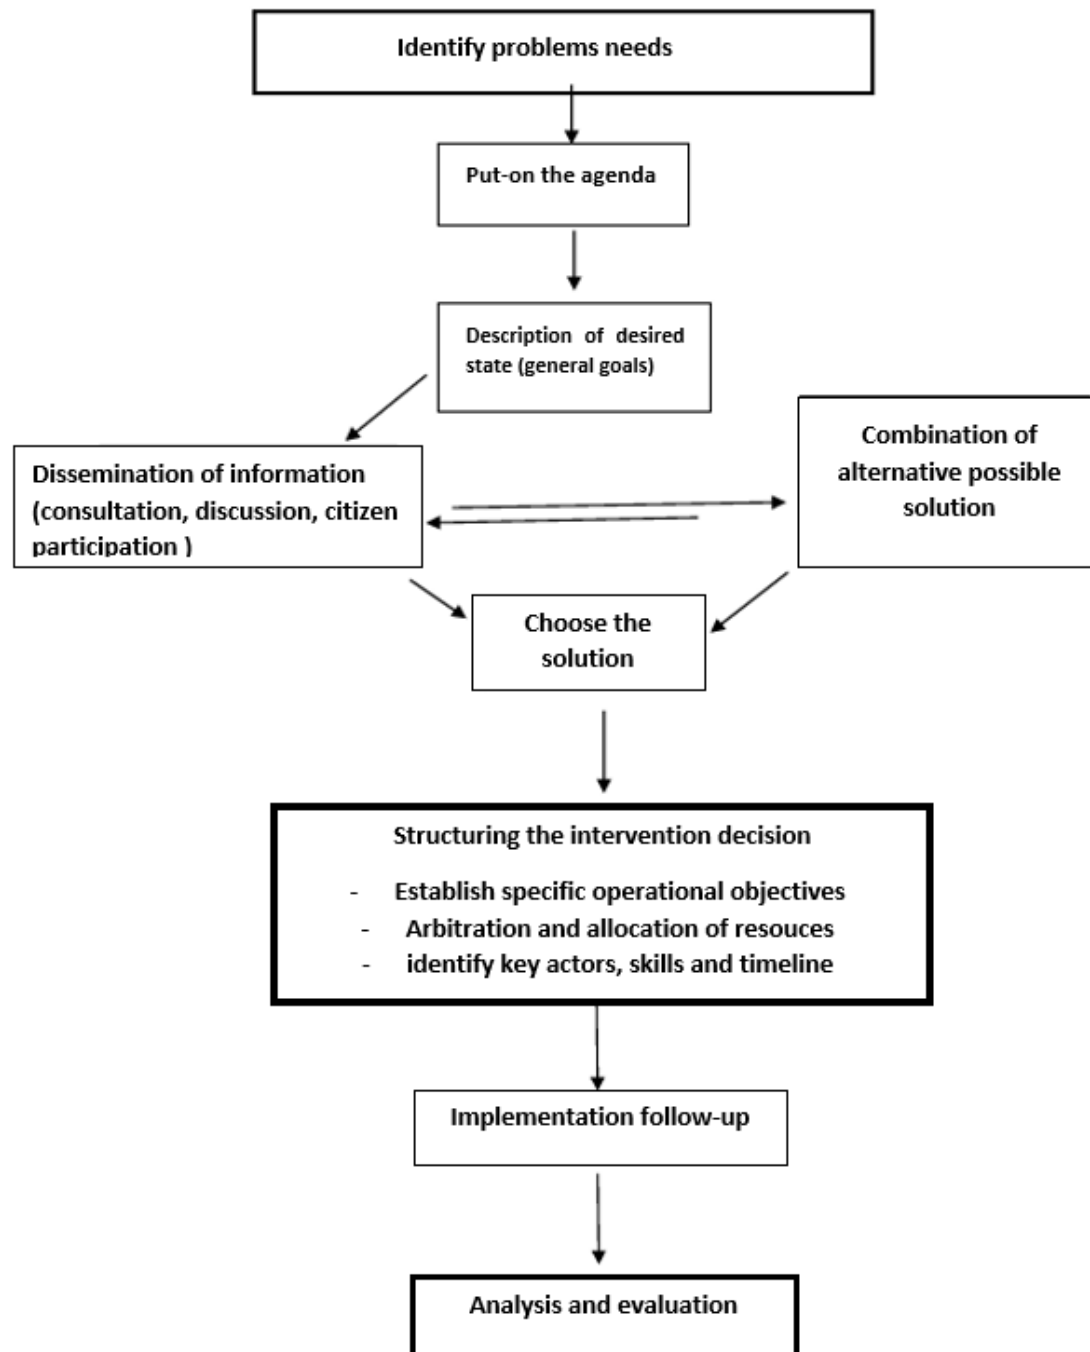 Identify problems needs
Put-on the agenda
Description of desired
state (general goals)
Dissemination of information
(consultation, discussion, citizen
participation )
Combination of
alternative possible
solution
Choose the
solution
Structuring the intervention decision
- Establish specific operational objectives
- Arbitration and allocation of resouces
- identify key actors, skills and timeline
Implementation follow-up
Analysis and evaluation